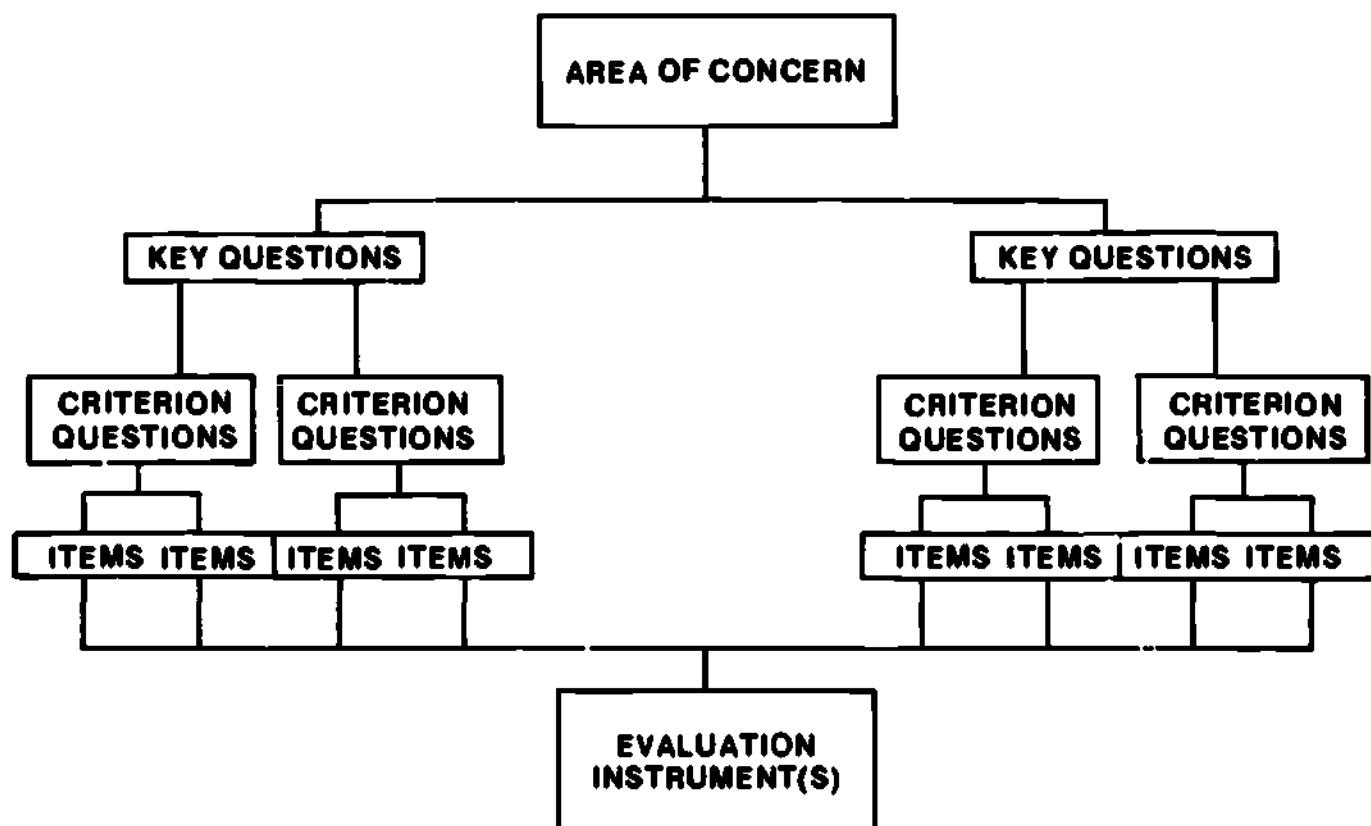 AREA OF CONCERN
KEY QUESTIONS
KEY QUESTIONS
CRITERION
QUESTIONS
CRITERION
QUESTIONS
CRITERION
QUESTIONS
CRITERION
QUESTIONS
ITEMS ITEMS
ITEMS ITEMS
ITEMS ITEMS
ITEMS ITEMS
EVALUATION
INSTRUMENT(S)